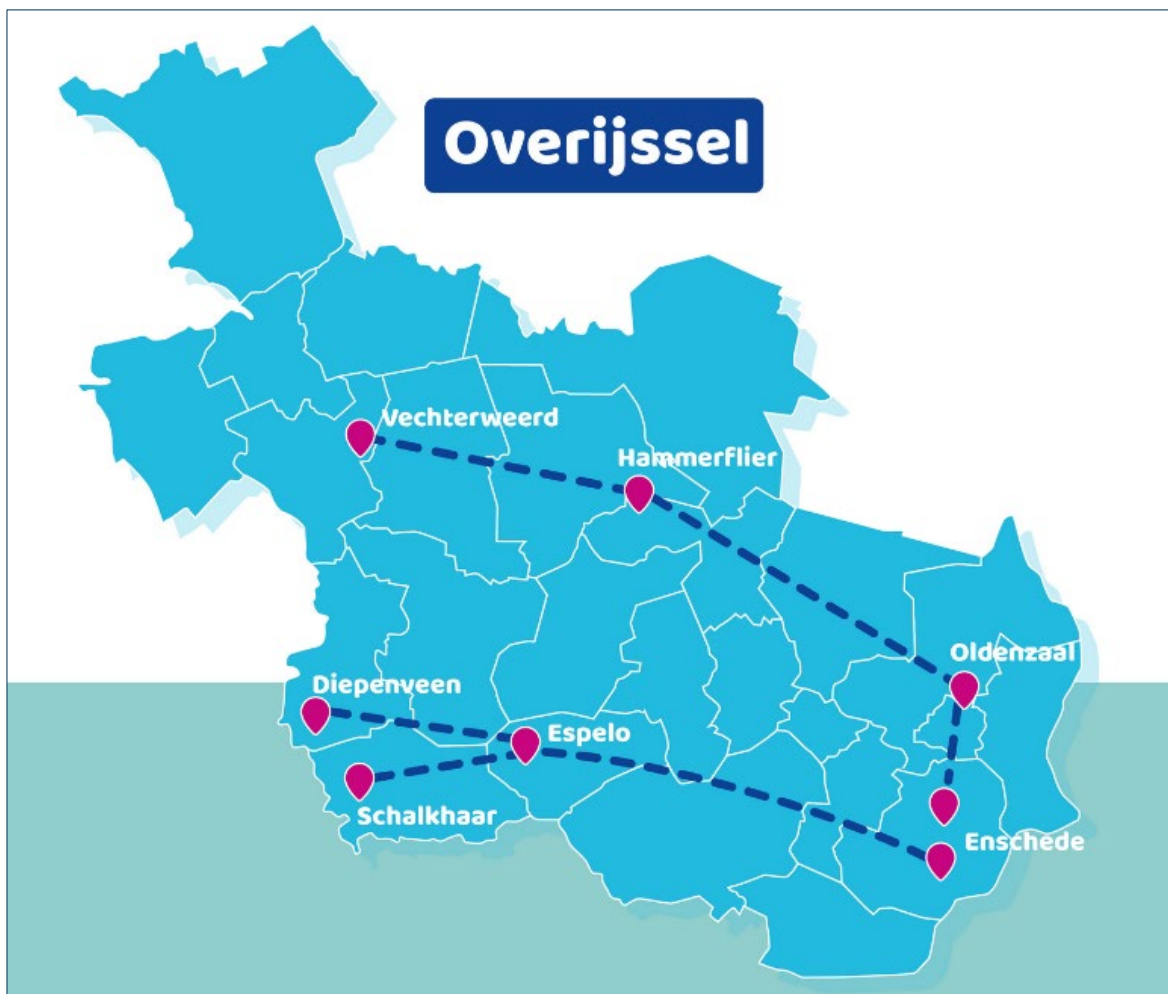 Overijssel
Vechterweerd
Hammerflier
Oldenzaal
Diepenveen
Espelo
Schalkhaar
Enschede